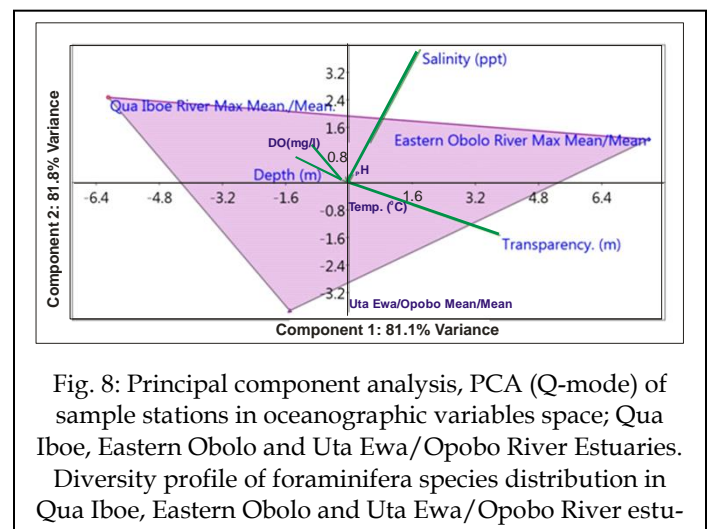 Salinity (ppt)
3.2
Qua Iboe River Max Mean./Mean.
2.4
1.6
DO(mg/l)
Eastern Obolo River Max Mean/Mean
0.8
Depth (m)
pH
-6.4 -4.8 -3.2 -1.6 1.6 3.2 4.8 6.4
-0.8 Temp. (°C)
-1.6
Transparency. (m)
-2.4
-3.2
Uta Ewa/Opobo Mean/Mean
Component 2: 81.8% Variance
Component 1: 81.1% Variance
Fig. 8: Principal component analysis, PCA (Q-mode) of
sample stations in oceanographic variables space; Qua
Iboe, Eastern Obolo and Uta Ewa/Opobo River Estuaries.
Diversity profile of foraminifera species distribution in
Qua Iboe, Eastern Obolo and Uta Ewa/Opobo River estu-